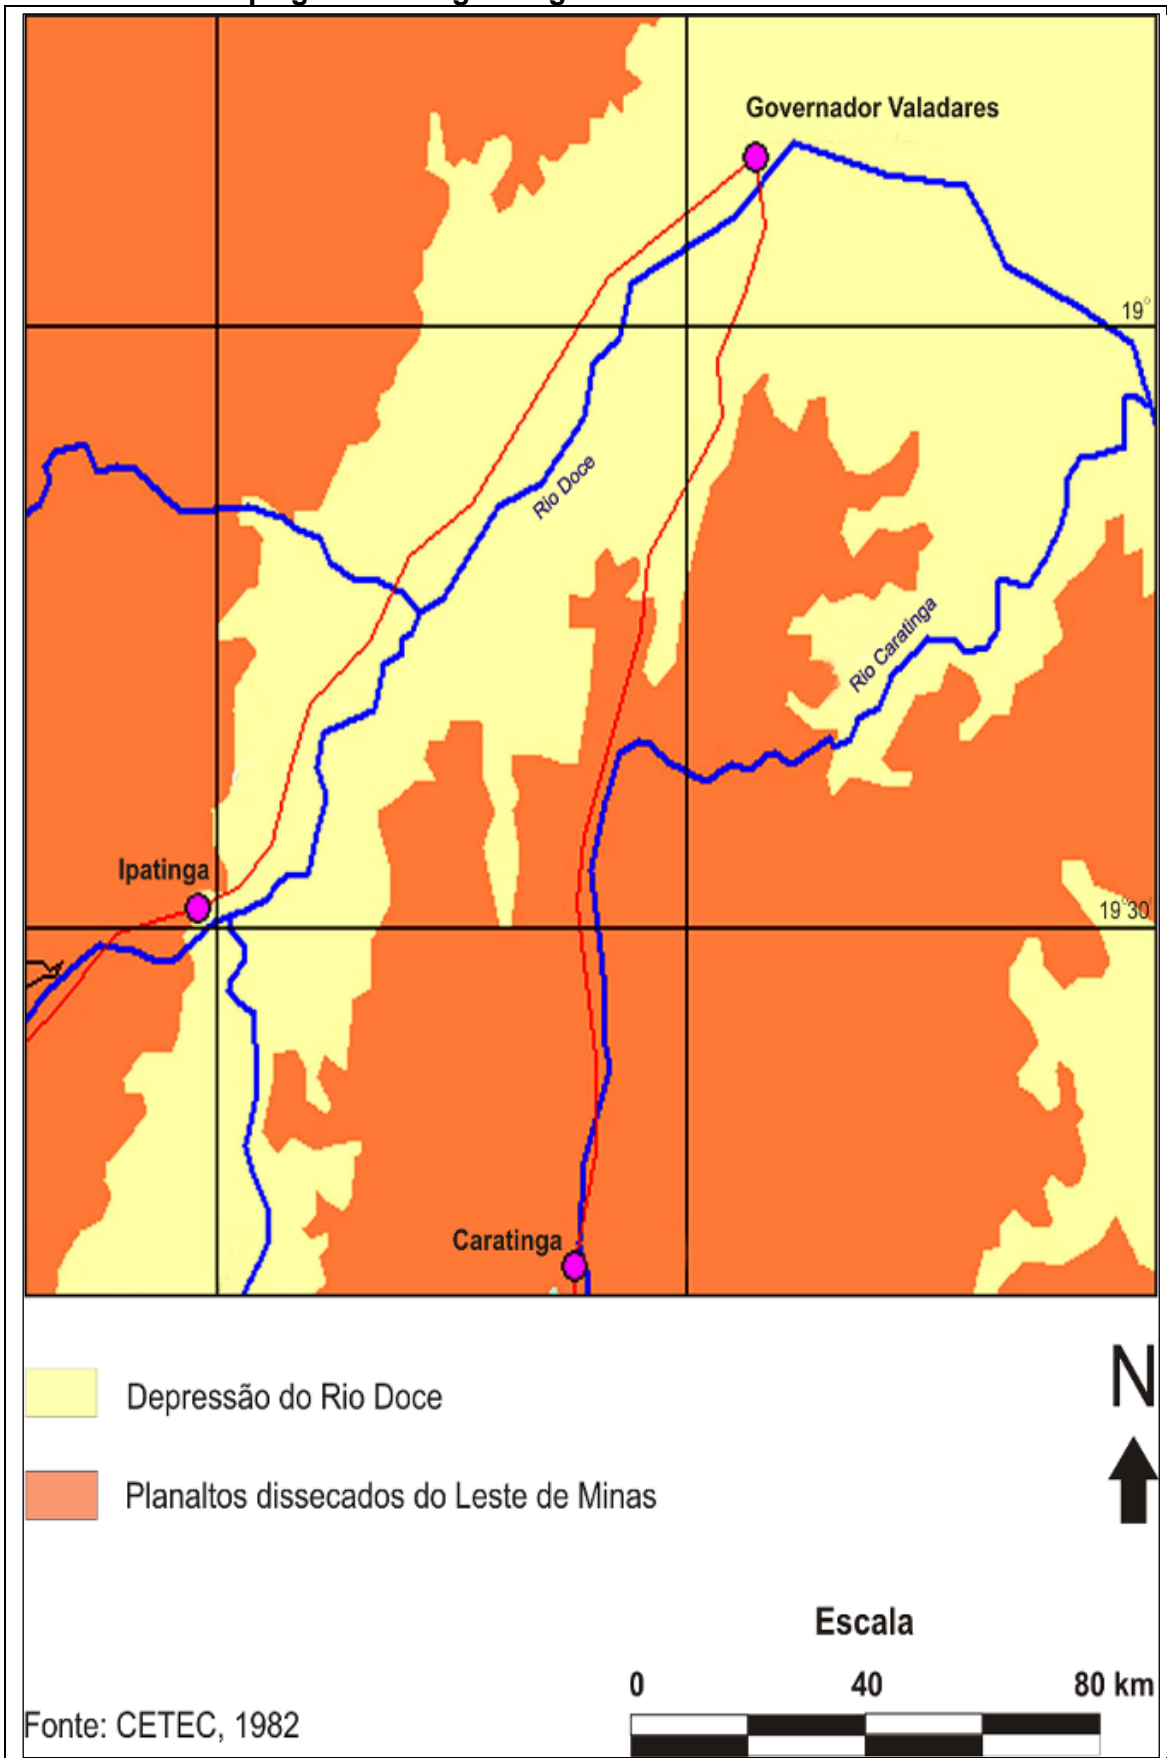 Governador Valadares
19°
Rio Doce
Rio Caratinga
Ipatinga
19°30'
Caratinga
Depressão do Rio Doce
N
Planaltos dissecados do Leste de Minas
Escala
0 40 80 km
Fonte: CETEC, 1982